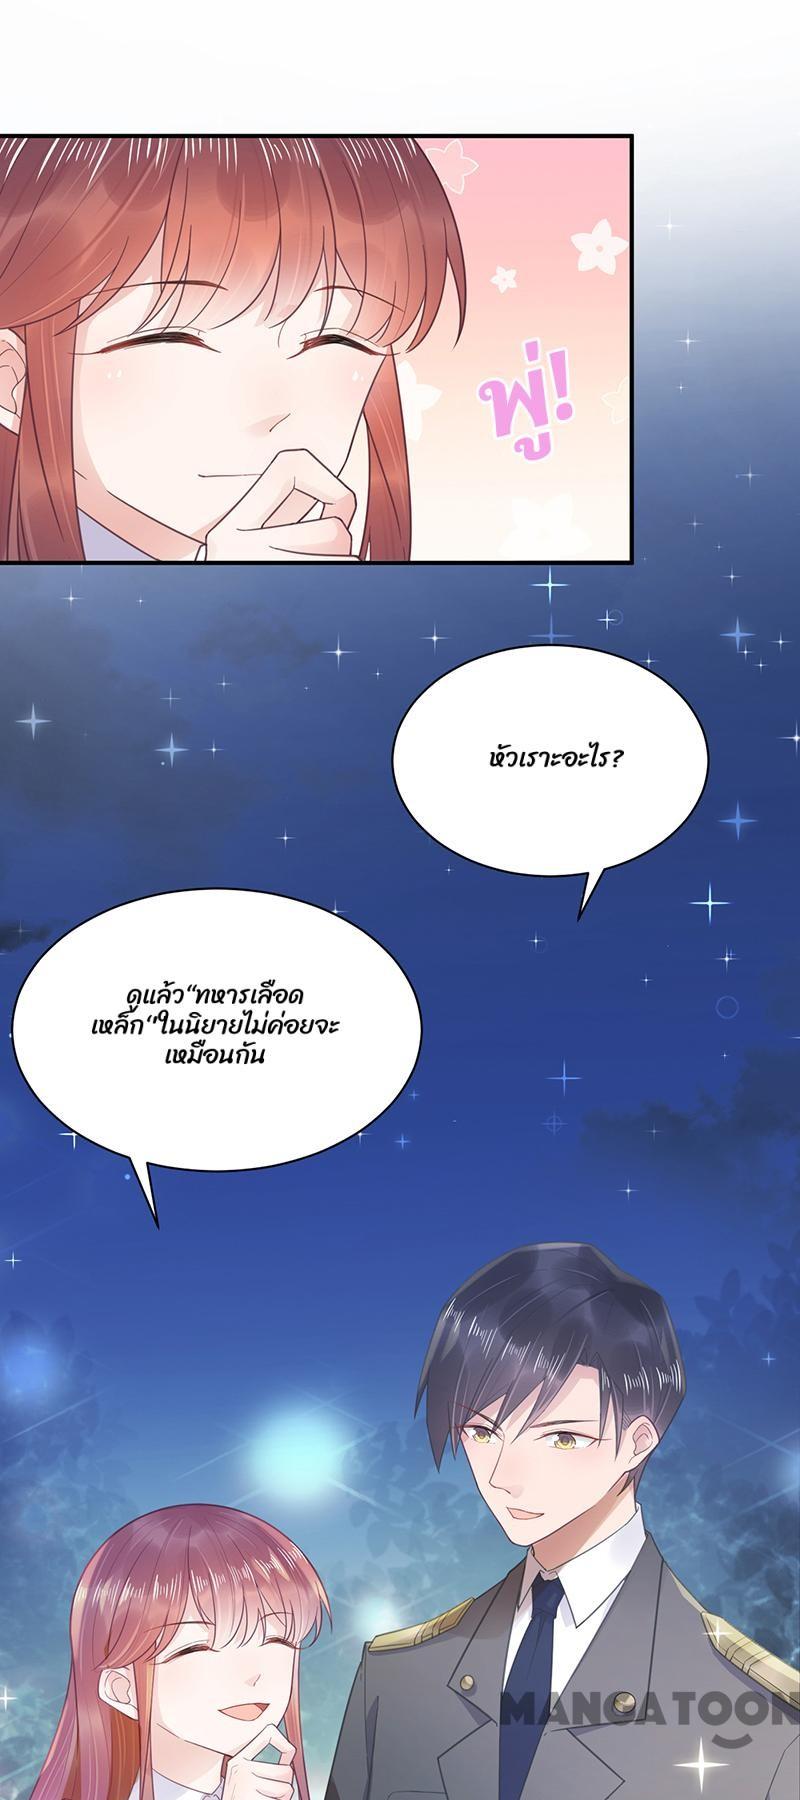 พู่!
หัวเราะอะไร?
ดูแล้ว“ทหารเลือด
เหล็ก“ในนิยายไม่ค่อยจะ
เหมือนกัน
MANGATOON